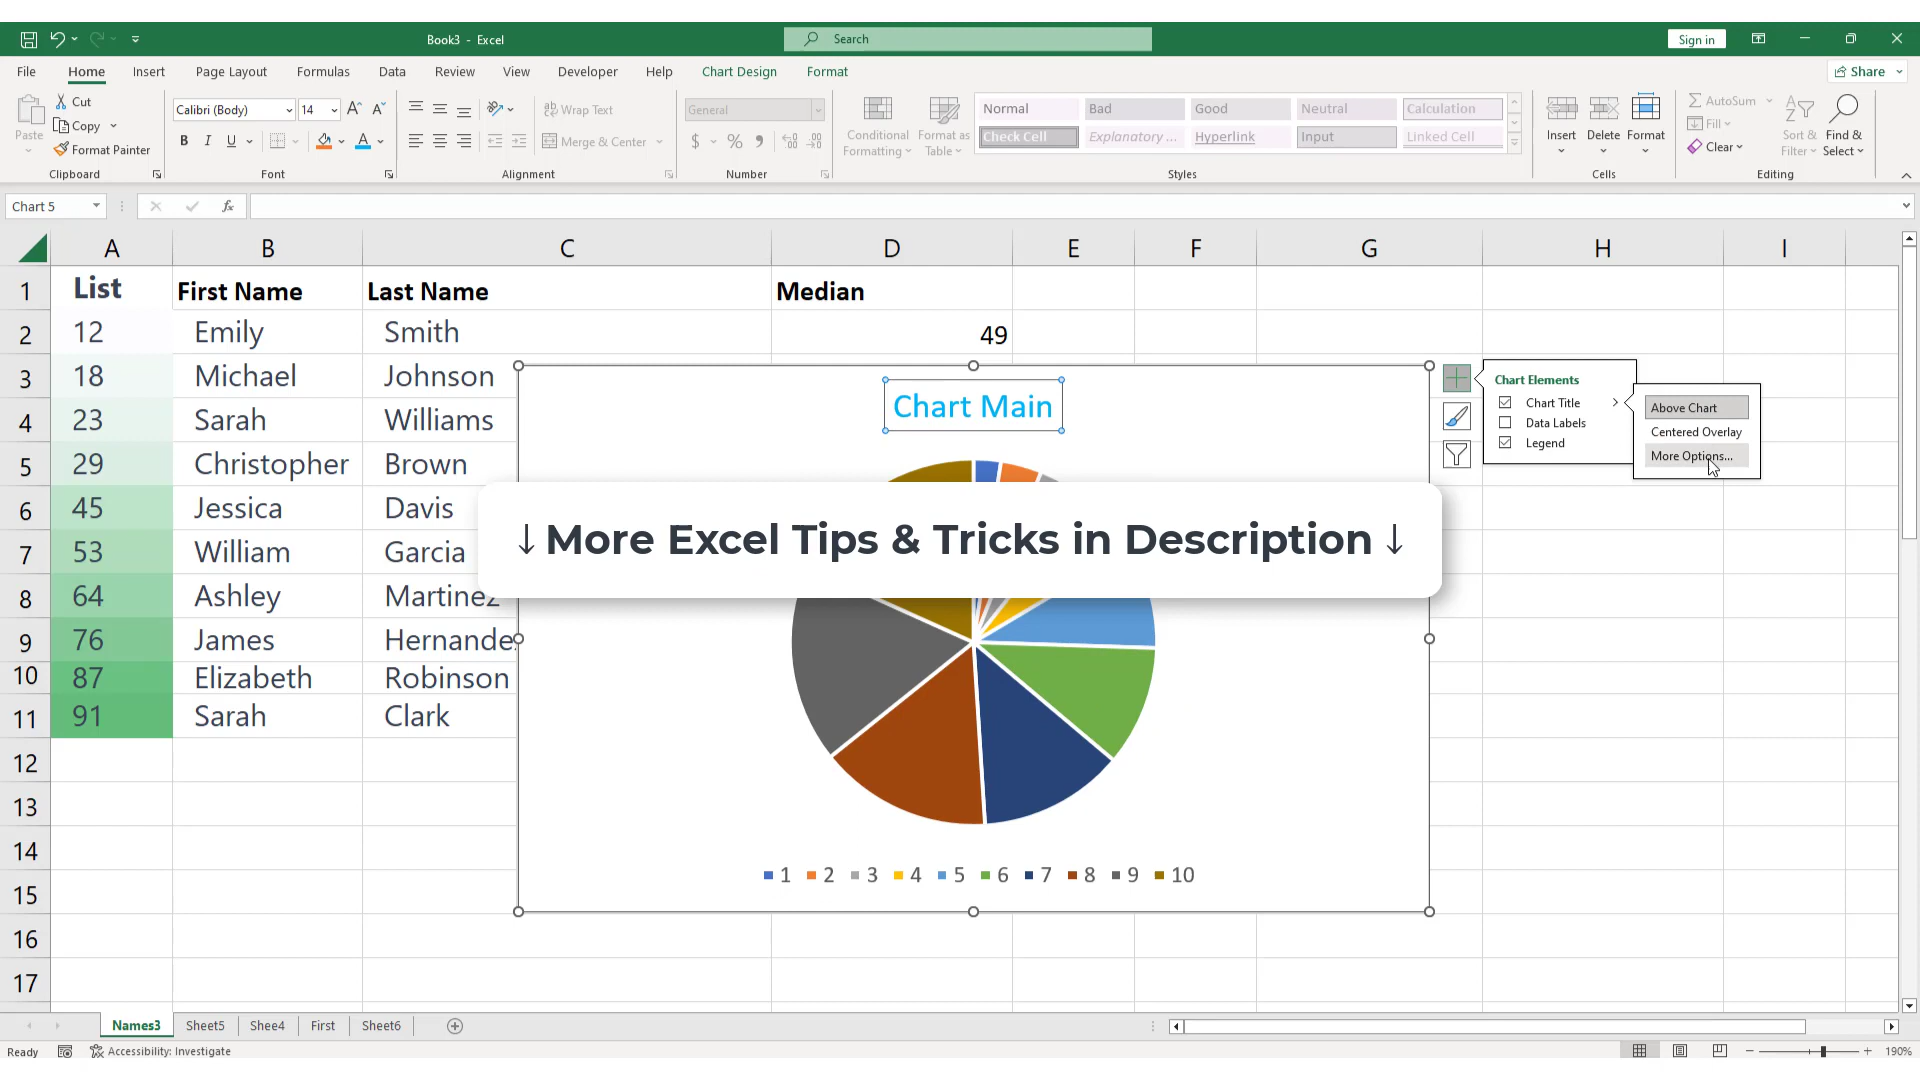 Book3 - Excel
Search
Sign in
File Home Insert Page Layout Formulas Data Review View Developer Help Chart Design Format
Share
Paste
Cut
Copy
Format Painter
Clipboard
Calibri (Body) 14
A A
B I U A
Font
ab Wrap Text
Merge & Center
Alignment
General
$ %
Number
Conditional Formatting
Format as Table
Normal Bad Good Neutral Calculation
Check Cell Explanatory ... Hyperlink Input Linked Cell
Styles
Insert Delete Format
Cells
AutoSum
Fill
Clear
Sort & Filter
Find & Select
Editing
Chart 5
fx
A B C D E F G H I
1 List First Name Last Name Median
2 12 Emily Smith 49
3 18 Michael Johnson
4 23 Sarah Williams
5 29 Christopher Brown
6 45 Jessica Davis
7 53 William Garcia
8 64 Ashley Martinez
9 76 James Hernande
10 87 Elizabeth Robinson
11 91 Sarah Clark
12
13
14
15
16
17
Chart Main
↓ More Excel Tips & Tricks in Description ↓
1 2 3 4 5 6 7 8 9 10
Chart Elements
Chart Title
Data Labels
Legend
Above Chart
Centered Overlay
More Options...
Names3 Sheet5 Shee4 First Sheet6
Ready
Accessibility: Investigate
190%